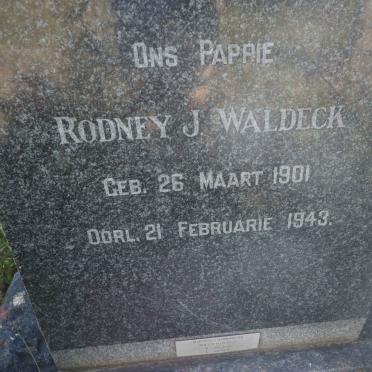 Ons Pappie
Rodney J. Waldeck
Geb. 26 Maart 1901
Oorl. 21 Februarie 1943.